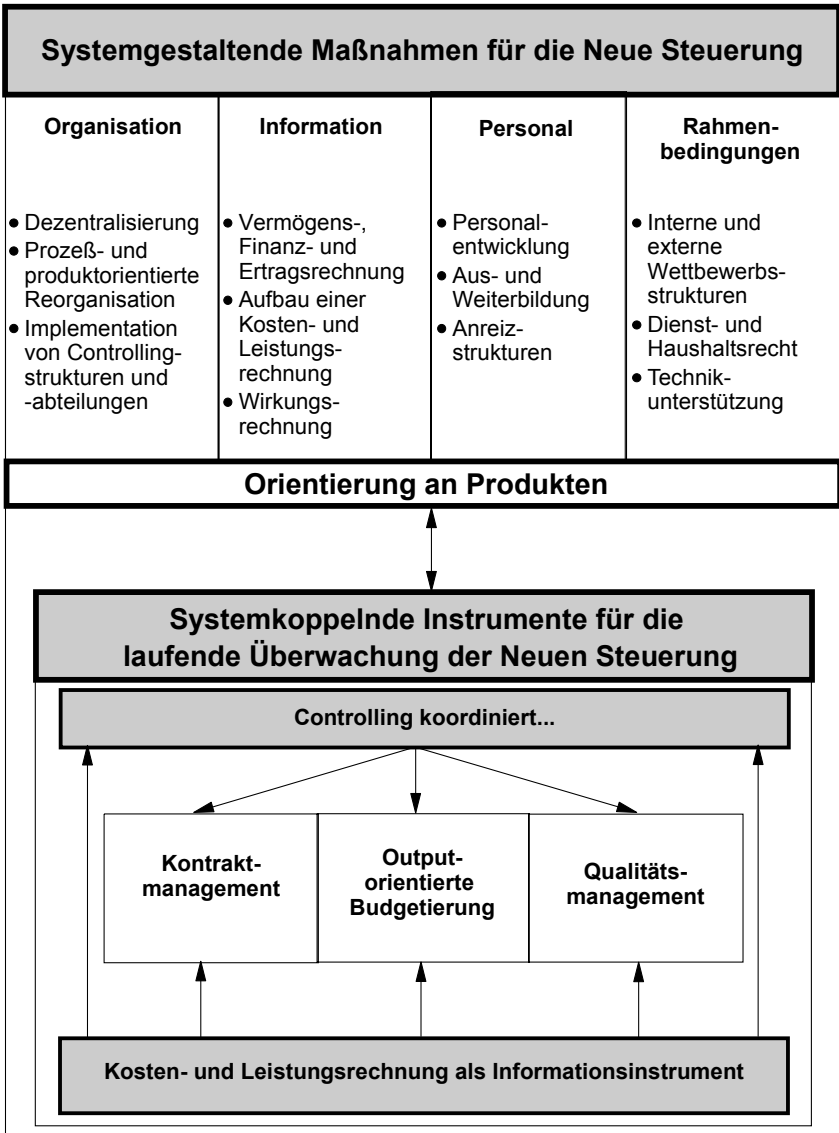 Systemgestaltende Maßnahmen für die Neue Steuerung
Organisation
• Dezentralisierung
• Prozeß- und
produktorientierte
Reorganisation
• Implementation
von Controlling-
strukturen und
-abteilungen
Information
• Vermögens-,
Finanz- und
Ertragsrechnung
• Aufbau einer
Kosten- und
Leistungs-
rechnung
• Wirkungs-
rechnung
Personal
• Personal-
entwicklung
• Aus- und
Weiterbildung
• Anreiz-
strukturen
Rahmen-
bedingungen
• Interne und
externe
Wettbewerbs-
strukturen
• Dienst- und
Haushaltsrecht
• Technik-
unterstützung
Orientierung an Produkten
Systemkoppelnde Instrumente für die
laufende Überwachung der Neuen Steuerung
Controlling koordiniert...
Kontrakt-
management
Output-
orientierte
Budgetierung
Qualitäts-
management
Kosten- und Leistungsrechnung als Informationsinstrument